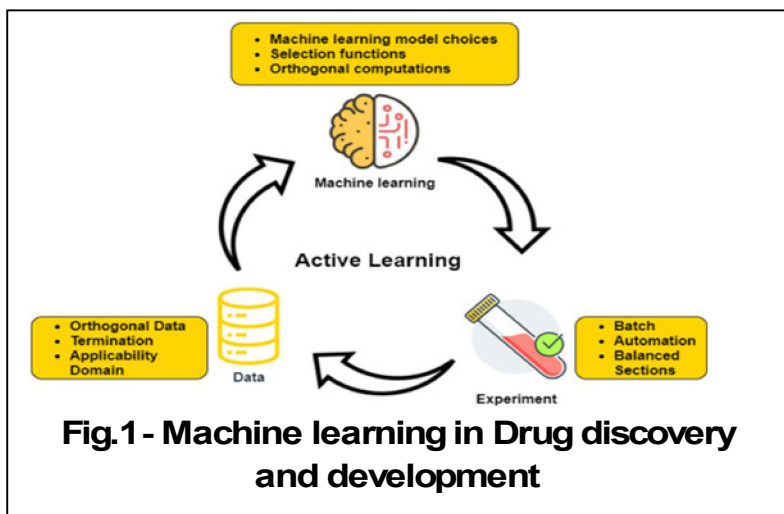 • Machine learning model choices
• Selection functions
• Orthogonal computations
Machine learning
Active Learning
• Orthogonal Data
• Termination
• Applicability
Domain
Data
• Batch
• Automation
• Balanced
Sections
Experiment
Fig.1- Machine learning in Drug discovery
and development